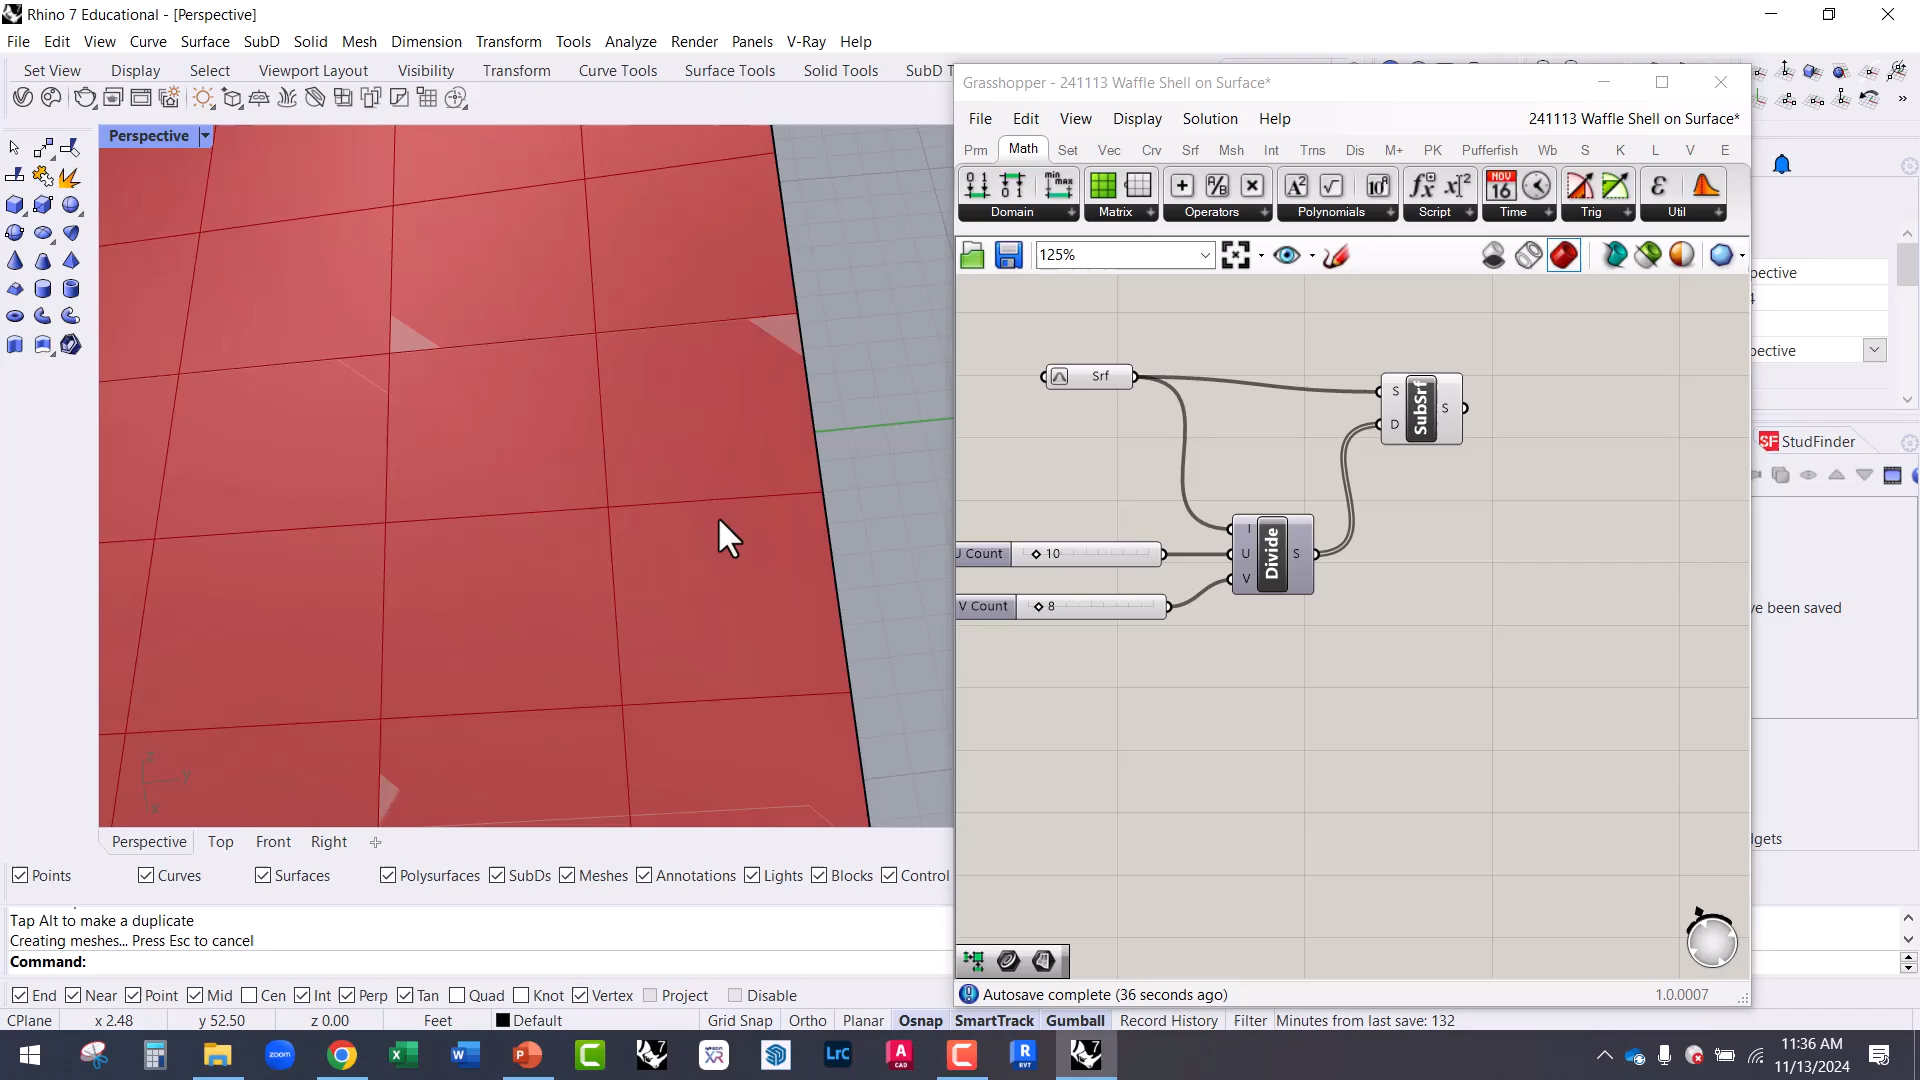 Rhino 7 Educational - [Perspective]
File Edit View Curve Surface SubD Solid Mesh Dimension Transform Tools Analyze Render Panels V-Ray Help
Set View Display Select Viewport Layout Visibility Transform Curve Tools Surface Tools Solid Tools SubD T
Perspective
Grasshopper - 241113 Waffle Shell on Surface*
File Edit View Display Solution Help 241113 Waffle Shell on Surface*
Prm Math Set Vec Crv Srf Msh Int Trns Dis M+ PK Pufferfish Wb S K L V E
Domain Matrix Operators Polynomials Script Time Trig Util
125%
Srf
S D SubSrf S
I U V Divide S
U Count 10
V Count 8
z y x
pective
4
pective
SF StudFinder
ve been saved
dgets
Perspective Top Front Right
Points Curves Surfaces Polysurfaces SubDs Meshes Annotations Lights Blocks Control
Tap Alt to make a duplicate
Creating meshes... Press Esc to cancel
Command:
End Near Point Mid Cen Int Perp Tan Quad Knot Vertex Project Disable
Autosave complete (36 seconds ago) 1.0.0007
CPlane x 2.48 y 52.50 z 0.00 Feet Default Grid Snap Ortho Planar Osnap SmartTrack Gumball Record History Filter Minutes from last save: 132
11:36 AM
11/13/2024